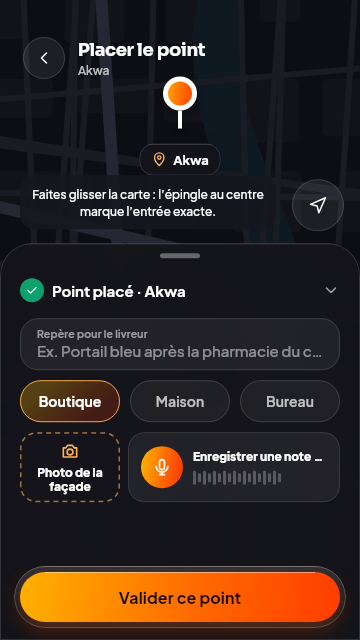 Placer le point
Akwa
Akwa
Faites glisser la carte : l'épingle au centre
marque l'entrée exacte.
Point placé · Akwa
Repère pour le livreur
Ex. Portail bleu après la pharmacie du c...
Boutique
Maison
Bureau
Photo de la
façade
Enregistrer une note ...
Valider ce point